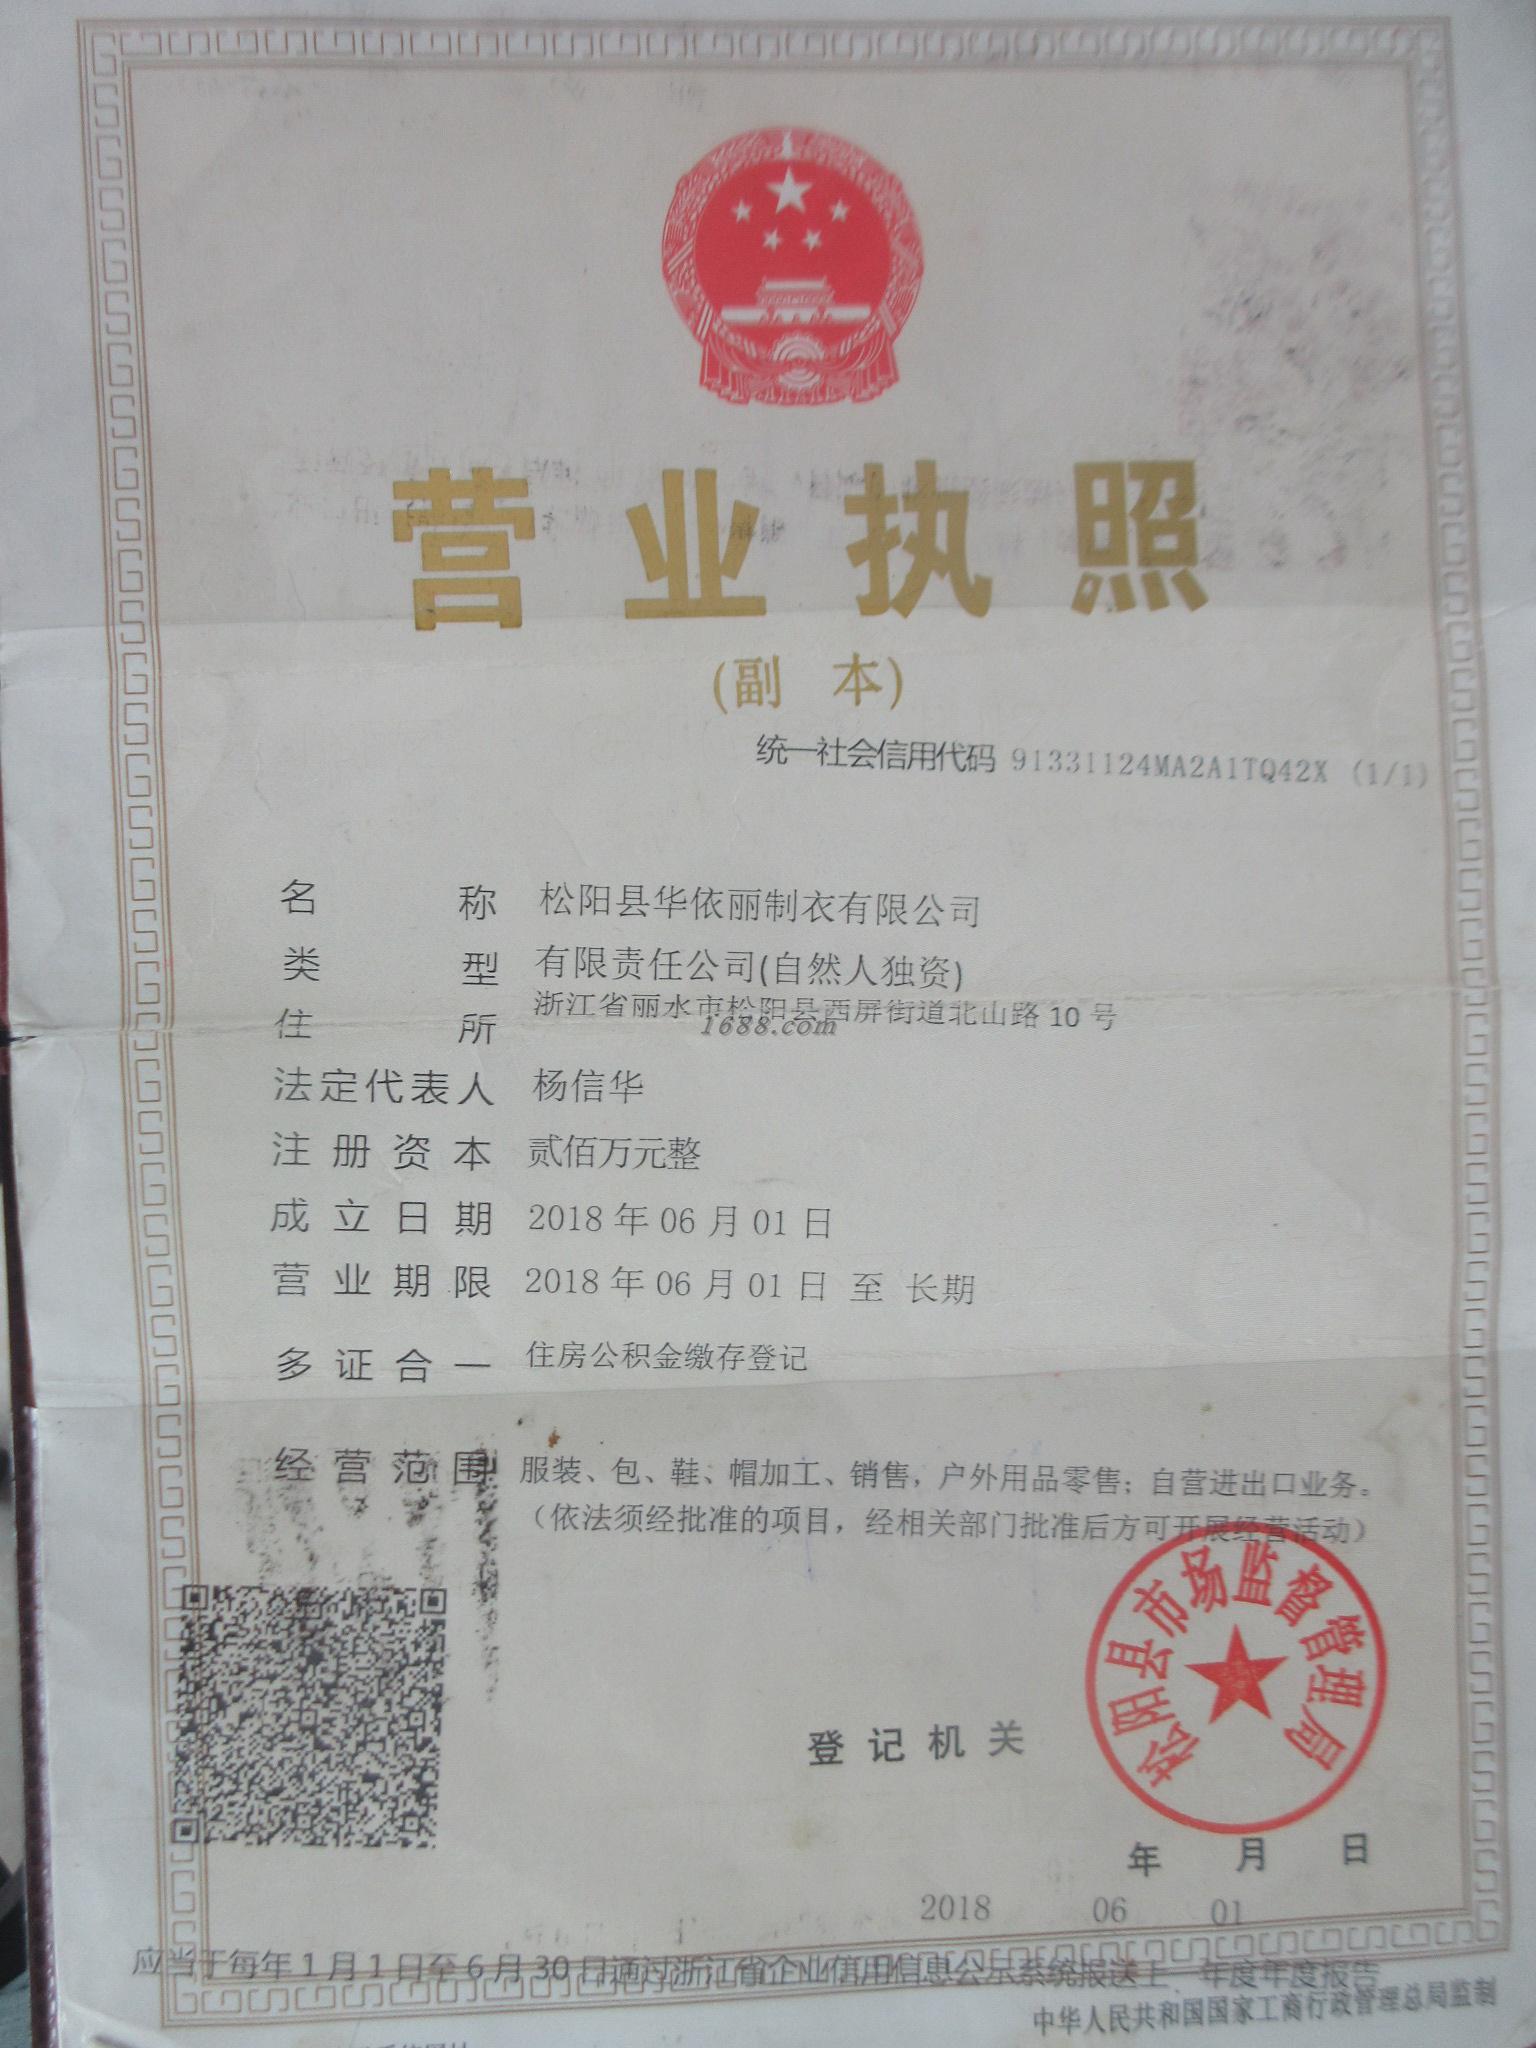 营业执照
(副 本)
统一社会信用代码 91331124MA2A1TQ42X (1/1)
名称 松阳县华依丽制衣有限公司
类型 有限责任公司(自然人独资)
住所 浙江省丽水市松阳县西屏街道北山路10号
1688.com
法定代表人 杨信华
注册资本 贰佰万元整
成立日期 2018年06月01日
营业期限 2018年06月01日 至 长期
多证合一 住房公积金缴存登记
经营范围 服装、包、鞋、帽加工、销售，户外用品零售；自营进出口业务。
（依法须经批准的项目，经相关部门批准后方可开展经营活动）
松阳县市场监督管理局
登记机关
年 月 日
2018 06 01
应当于每年1月1日至6月30日通过浙江省企业信用信息公示系统报送上一年度年度报告
中华人民共和国国家工商行政管理总局监制